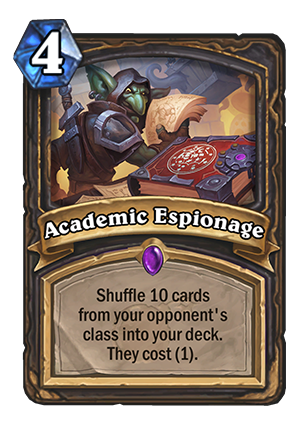 4
Academic Espionage
Shuffle 10 cards
from your opponent's
class into your deck.
They cost (1).